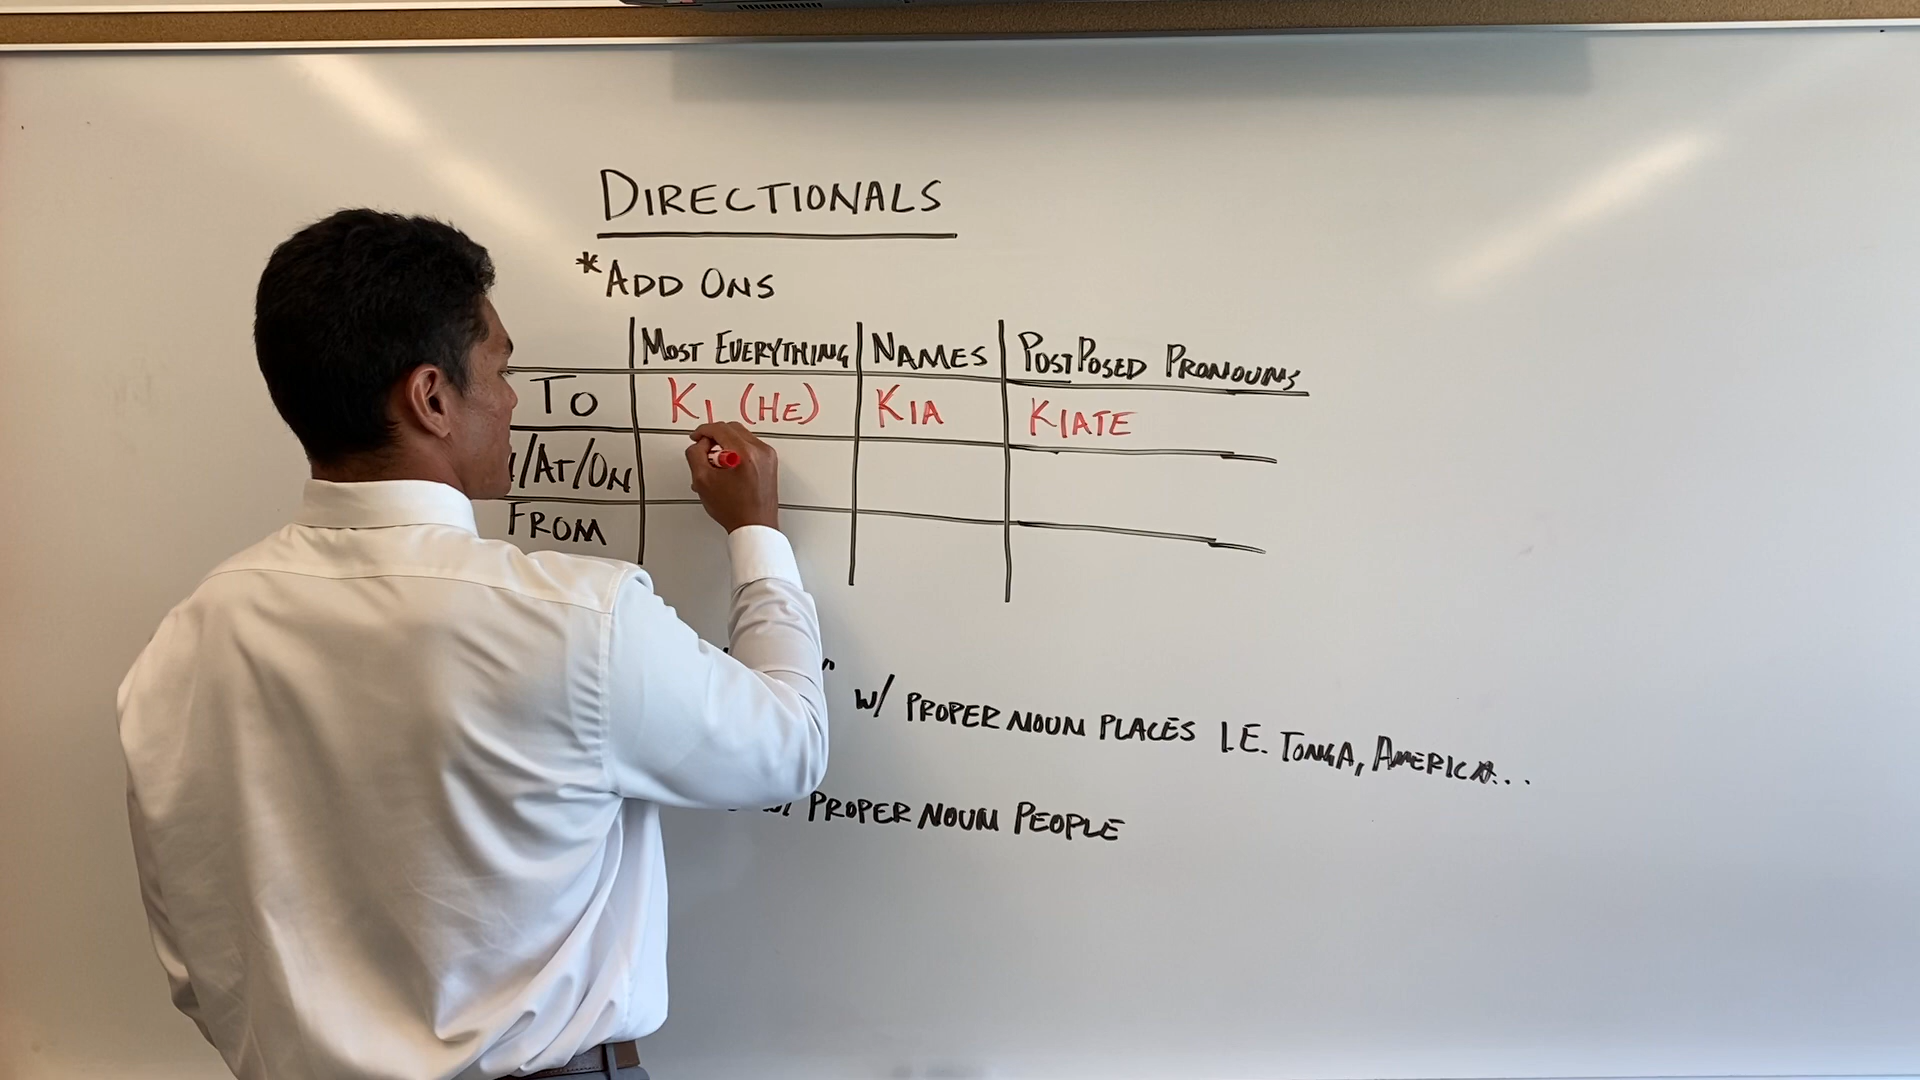 DIRECTIONALS
*ADD ONS
MOST EVERYTHING NAMES POSTPOSED PRONOUNS
TO KI (HE) KIA KIATE
/AT/ON
FROM
W/ PROPER NOUN PLACES I.E. TONGA, AMERICA...
W/ PROPER NOUN PEOPLE